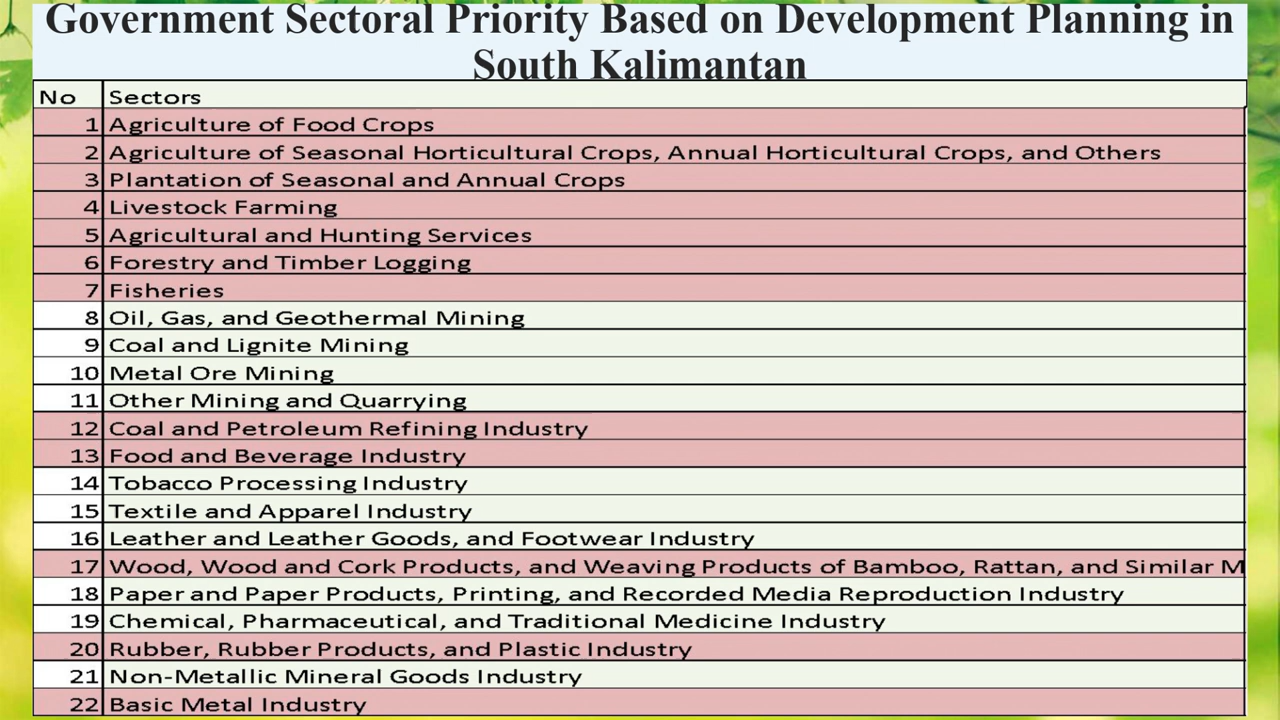 Government Sectoral Priority Based on Development Planning in
South Kalimantan
No Sectors
1 Agriculture of Food Crops
2 Agriculture of Seasonal Horticultural Crops, Annual Horticultural Crops, and Others
3 Plantation of Seasonal and Annual Crops
4 Livestock Farming
5 Agricultural and Hunting Services
6 Forestry and Timber Logging
7 Fisheries
8 Oil, Gas, and Geothermal Mining
9 Coal and Lignite Mining
10 Metal Ore Mining
11 Other Mining and Quarrying
12 Coal and Petroleum Refining Industry
13 Food and Beverage Industry
14 Tobacco Processing Industry
15 Textile and Apparel Industry
16 Leather and Leather Goods, and Footwear Industry
17 Wood, Wood and Cork Products, and Weaving Products of Bamboo, Rattan, and Similar M
18 Paper and Paper Products, Printing, and Recorded Media Reproduction Industry
19 Chemical, Pharmaceutical, and Traditional Medicine Industry
20 Rubber, Rubber Products, and Plastic Industry
21 Non-Metallic Mineral Goods Industry
22 Basic Metal Industry